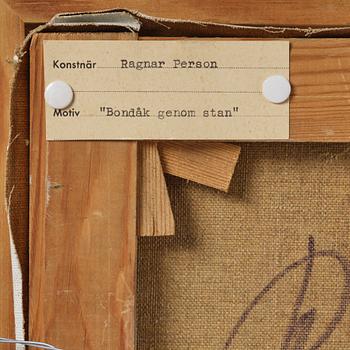 Konstnär Ragnar Person
Motiv "Bondåk genom stan"